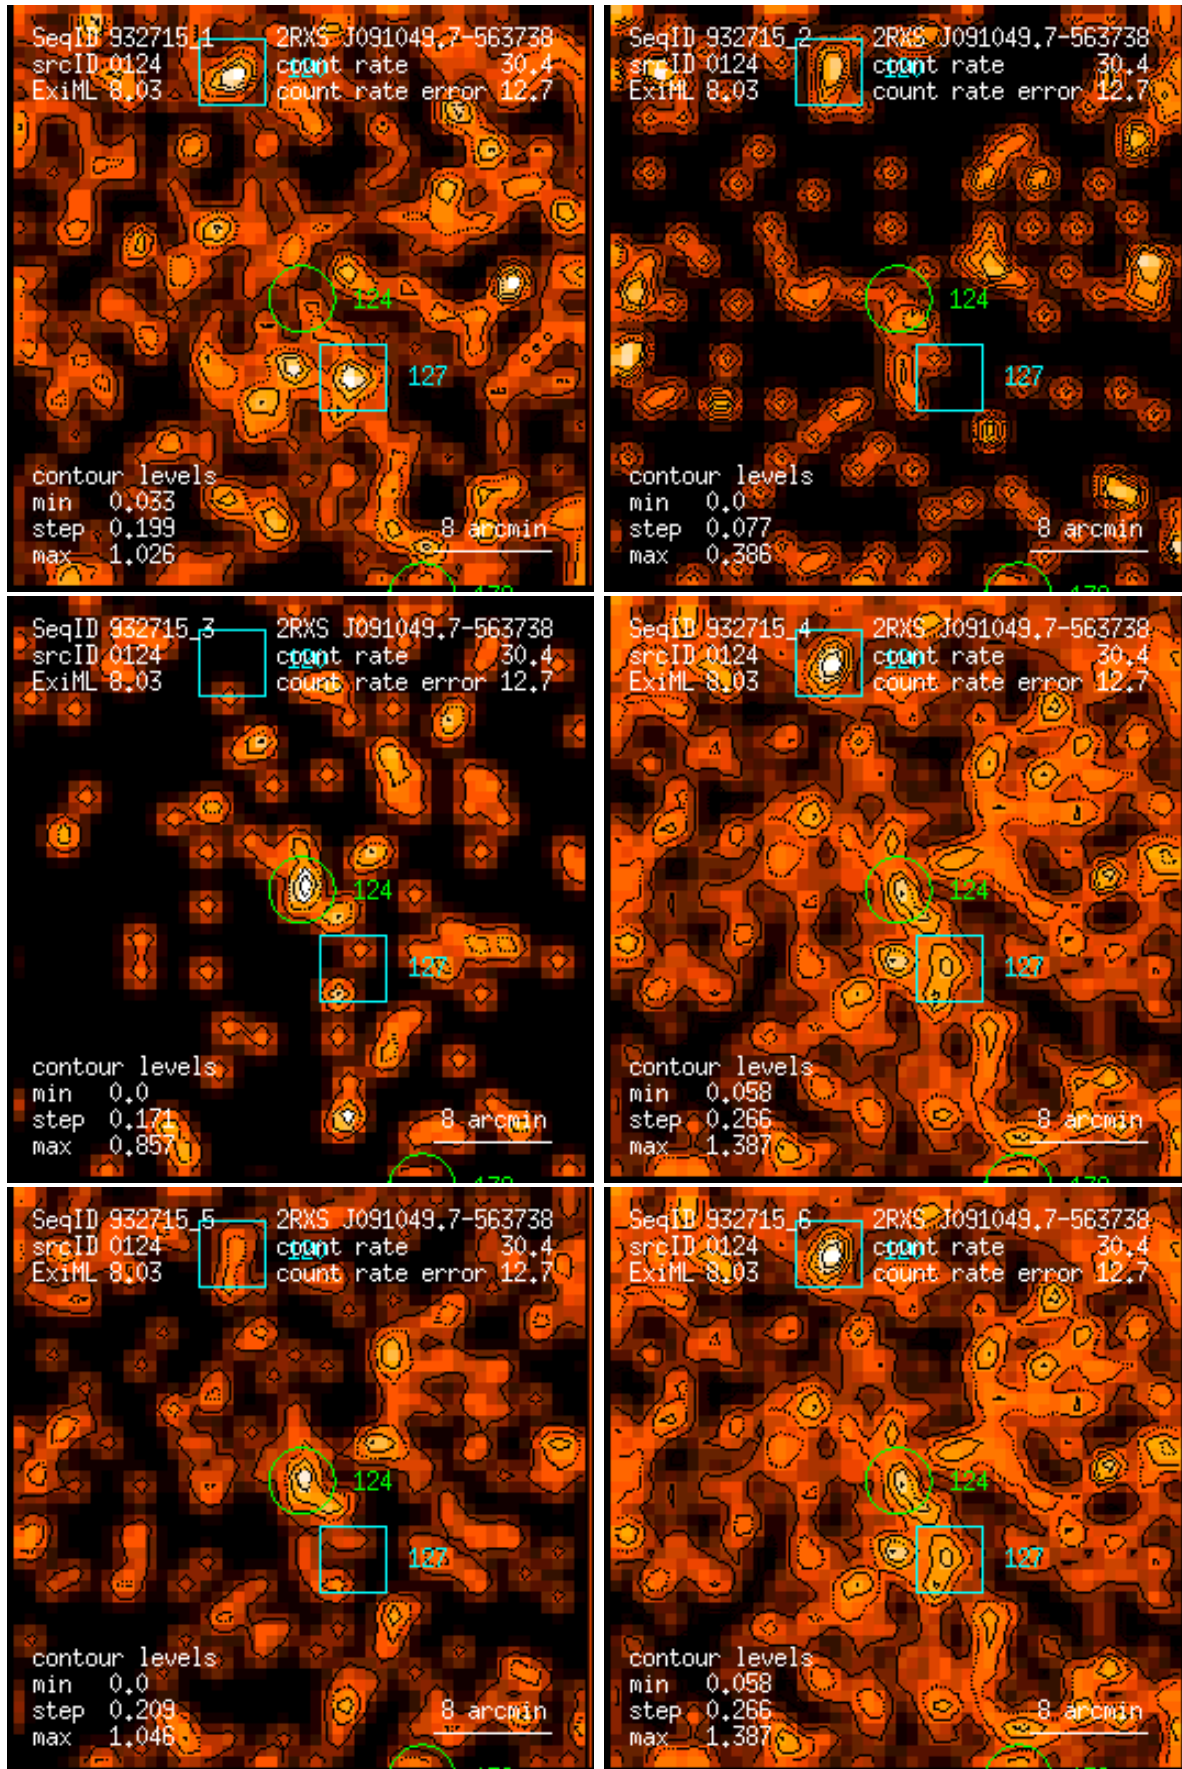 SeqID 932715_1 2RXS J091049.7-563738
srcID 0124 count rate 30.4
ExiML 8.03 count rate error 12.7
124
127
contour levels
min 0.033
step 0.199
max 1.026
8 arcmin
SeqID 932715_2 2RXS J091049.7-563738
srcID 0124 count rate 30.4
ExiML 8.03 count rate error 12.7
124
127
contour levels
min 0.0
step 0.077
max 0.386
8 arcmin
SeqID 932715_3 2RXS J091049.7-563738
srcID 0124 count rate 30.4
ExiML 8.03 count rate error 12.7
124
127
contour levels
min 0.0
step 0.171
max 0.857
8 arcmin
SeqID 932715_4 2RXS J091049.7-563738
srcID 0124 count rate 30.4
ExiML 8.03 count rate error 12.7
124
127
contour levels
min 0.058
step 0.266
max 1.387
8 arcmin
SeqID 932715_5 2RXS J091049.7-563738
srcID 0124 count rate 30.4
ExiML 8.03 count rate error 12.7
124
127
contour levels
min 0.0
step 0.209
max 1.046
8 arcmin
SeqID 932715_6 2RXS J091049.7-563738
srcID 0124 count rate 30.4
ExiML 8.03 count rate error 12.7
124
127
contour levels
min 0.058
step 0.266
max 1.387
8 arcmin